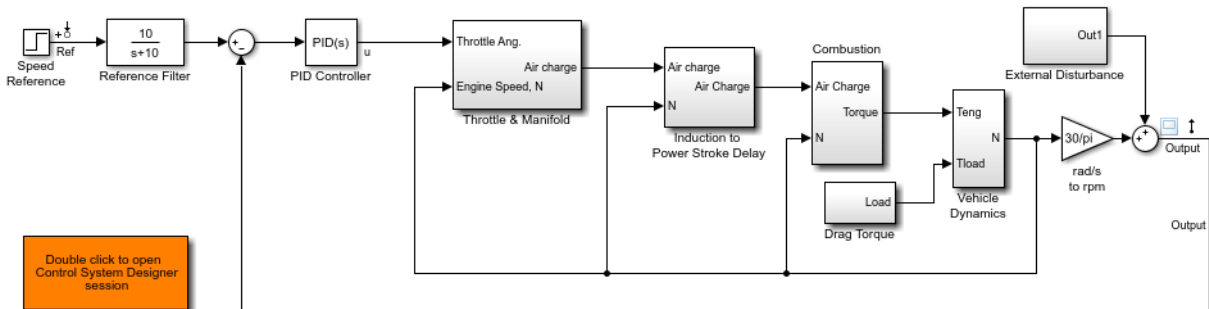 Ref
Speed
Reference
10
s+10
Reference Filter
PID(s)
u
PID Controller
Throttle Ang.
Air charge
Engine Speed, N
Throttle & Manifold
Air charge
Air Charge
N
Induction to
Power Stroke Delay
Combustion
Air Charge
Torque
N
Load
Drag Torque
Teng
N
Tload
Vehicle
Dynamics
30/pi
rad/s
to rpm
Out1
External Disturbance
Output
Output
Double click to open
Control System Designer
session